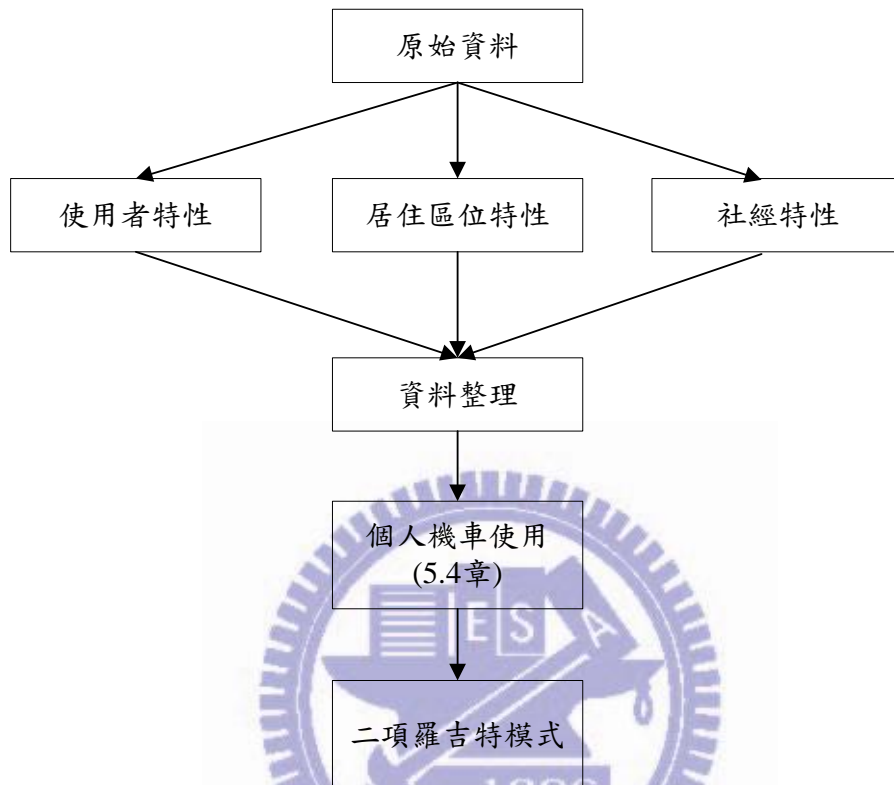 原始資料
使用者特性
居住區位特性
社經特性
資料整理
個人機車使用
(5.4章)
E S
A
二項羅吉特模式